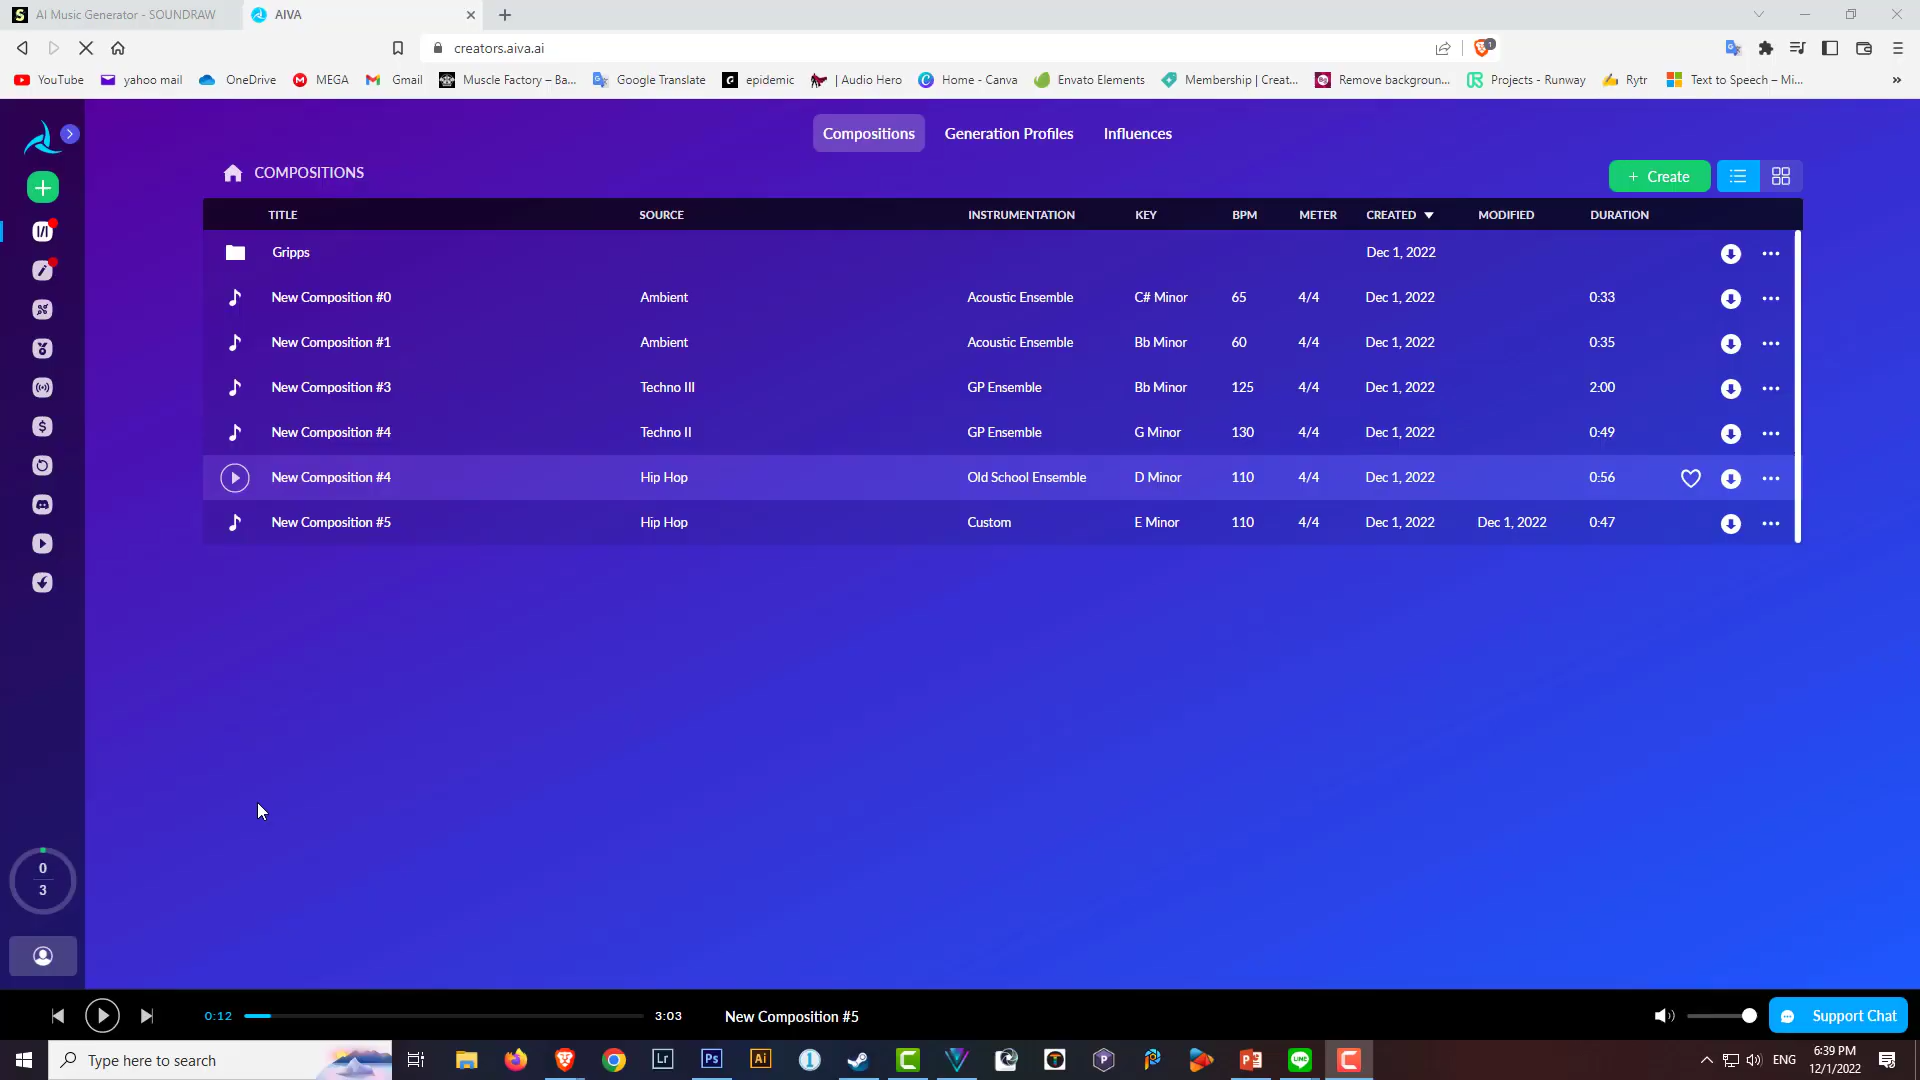 AI Music Generator - SOUNDRAW
AIVA
creators.aiva.ai
1
YouTube
yahoo mail
OneDrive
MEGA
Gmail
Muscle Factory – Ba...
Google Translate
epidemic
| Audio Hero
Home - Canva
Envato Elements
Membership | Creat...
Remove backgroun...
Projects - Runway
Rytr
Text to Speech – Mi...
Compositions Generation Profiles Influences
COMPOSITIONS
+ Create
TITLE SOURCE INSTRUMENTATION KEY BPM METER CREATED MODIFIED DURATION
Gripps Dec 1, 2022
New Composition #0 Ambient Acoustic Ensemble C# Minor 65 4/4 Dec 1, 2022 0:33
New Composition #1 Ambient Acoustic Ensemble Bb Minor 60 4/4 Dec 1, 2022 0:35
New Composition #3 Techno III GP Ensemble Bb Minor 125 4/4 Dec 1, 2022 2:00
New Composition #4 Techno II GP Ensemble G Minor 130 4/4 Dec 1, 2022 0:49
New Composition #4 Hip Hop Old School Ensemble D Minor 110 4/4 Dec 1, 2022 0:56
New Composition #5 Hip Hop Custom E Minor 110 4/4 Dec 1, 2022 Dec 1, 2022 0:47
0
3
0:12 3:03 New Composition #5
Support Chat
Type here to search
Lr
Ps
Ai
ENG
6:39 PM
12/1/2022